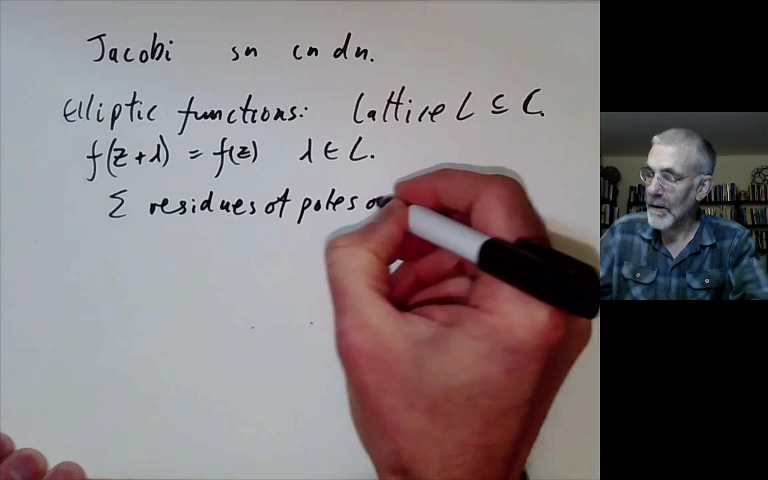 Jacobi sn cn dn.
Elliptic functions: Lattice L ⊆ C.
f(z+λ) = f(z) λ ∈ L.
Σ residues of poles